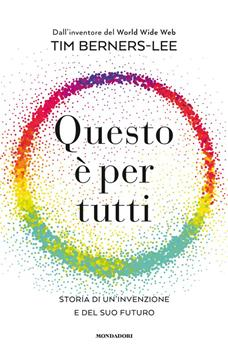 Dall'inventore del World Wide Web
TIM BERNERS-LEE
Questo
è per
tutti
STORIA DI UN'INVENZIONE
E DEL SUO FUTURO
MONDADORI